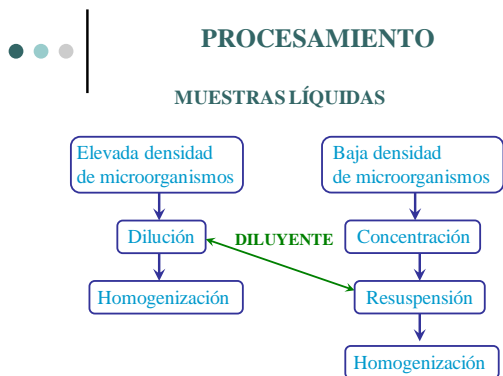 PROCESAMIENTO
MUESTRAS LÍQUIDAS
Elevada densidad
de microorganismos
Baja densidad
de microorganismos
Dilución
DILUYENTE
Concentración
Homogenización
Resuspensión
Homogenización